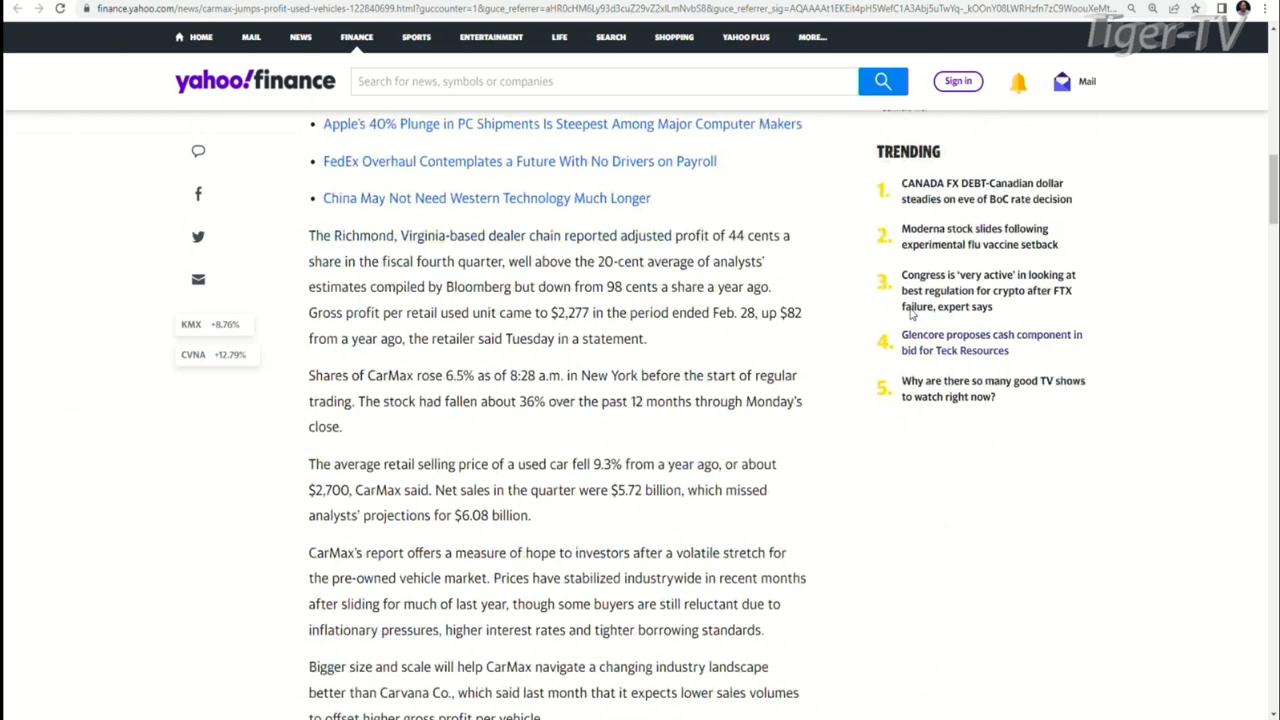 finance.yahoo.com/news/carmax-jumps-profit-used-vehicles-122840699.html?guccounter=1&guce_referrer=
Tiger-TV
HOME MAIL NEWS FINANCE SPORTS ENTERTAINMENT LIFE SEARCH SHOPPING YAHOO PLUS MORE...
yahoo!finance
Search for news, symbols or companies
Sign in
Mail
• Apple's 40% Plunge in PC Shipments Is Steepest Among Major Computer Makers
• FedEx Overhaul Contemplates a Future With No Drivers on Payroll
• China May Not Need Western Technology Much Longer
The Richmond, Virginia-based dealer chain reported adjusted profit of 44 cents a
share in the fiscal fourth quarter, well above the 20-cent average of analysts'
estimates compiled by Bloomberg but down from 98 cents a share a year ago.
Gross profit per retail used unit came to $2,277 in the period ended Feb. 28, up $82
from a year ago, the retailer said Tuesday in a statement.
KMX +8.76%
CVNA +12.79%
Shares of CarMax rose 6.5% as of 8:28 a.m. in New York before the start of regular
trading. The stock had fallen about 36% over the past 12 months through Monday's
close.
The average retail selling price of a used car fell 9.3% from a year ago, or about
$2,700, CarMax said. Net sales in the quarter were $5.72 billion, which missed
analysts' projections for $6.08 billion.
CarMax's report offers a measure of hope to investors after a volatile stretch for
the pre-owned vehicle market. Prices have stabilized industrywide in recent months
after sliding for much of last year, though some buyers are still reluctant due to
inflationary pressures, higher interest rates and tighter borrowing standards.
Bigger size and scale will help CarMax navigate a changing industry landscape
better than Carvana Co., which said last month that it expects lower sales volumes
to offset higher gross profit per vehicle.
TRENDING
1. CANADA FX DEBT-Canadian dollar
steadies on eve of BoC rate decision
2. Moderna stock slides following
experimental flu vaccine setback
3. Congress is 'very active' in looking at
best regulation for crypto after FTX
failure, expert says
4. Glencore proposes cash component in
bid for Teck Resources
5. Why are there so many good TV shows
to watch right now?